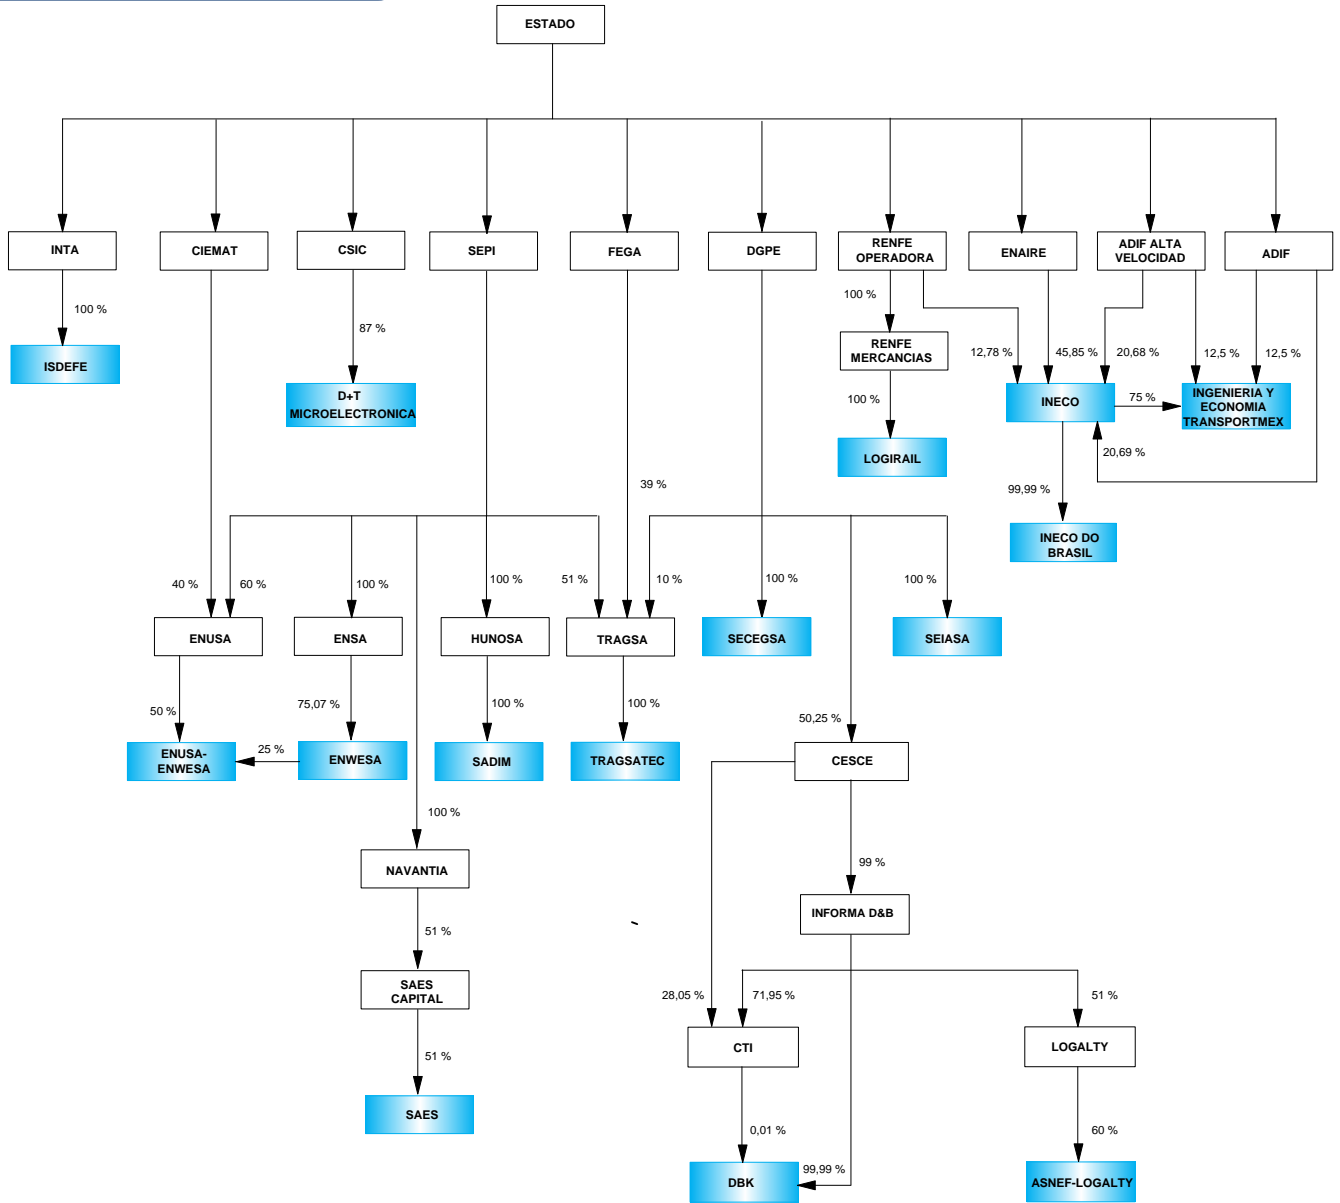 ESTADO
INTA
CIEMAT
CSIC
SEPI
FEGA
DGPE
RENFE
OPERADORA
ENAIRE
ADIF ALTA
VELOCIDAD
ADIF
100 %
87 %
100 %
12,78 %
45,85 %
20,68 %
12,5 %
12,5 %
ISDEFE
D+T
MICROELECTRONICA
RENFE
MERCANCIAS
100 %
INECO
75 %
INGENIERIA Y
ECONOMIA
TRANSPORTMEX
LOGIRAIL
20,69 %
39 %
99,99 %
INECO DO
BRASIL
40 %
60 %
100 %
100 %
51 %
10 %
100 %
100 %
ENUSA
ENSA
HUNOSA
TRAGSA
SECEGSA
SEIASA
50 %
75,07 %
100 %
100 %
50,25 %
ENUSA-
ENWESA
25 %
ENWESA
SADIM
TRAGSATEC
CESCE
100 %
NAVANTIA
99 %
INFORMA D&B
51 %
SAES
CAPITAL
28,05 %
71,95 %
51 %
51 %
CTI
LOGALTY
SAES
0,01 %
60 %
DBK
99,99 %
ASNEF-LOGALTY